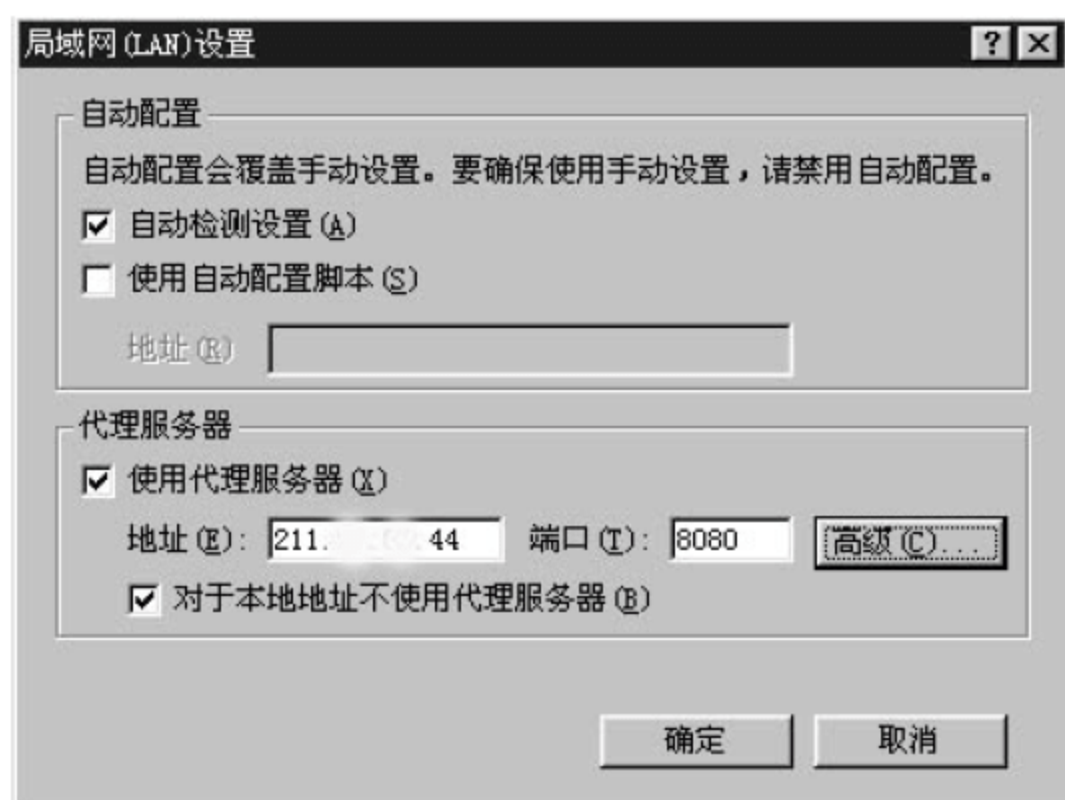 局域网(LAN)设置
自动配置
自动配置会覆盖手动设置。要确保使用手动设置，请禁用自动配置。
自动检测设置(A)
使用自动配置脚本(S)
地址(R)
代理服务器
使用代理服务器(X)
地址(E): 211. .44 端口(T): 8080 高级(C)...
对于本地地址不使用代理服务器(B)
确定 取消